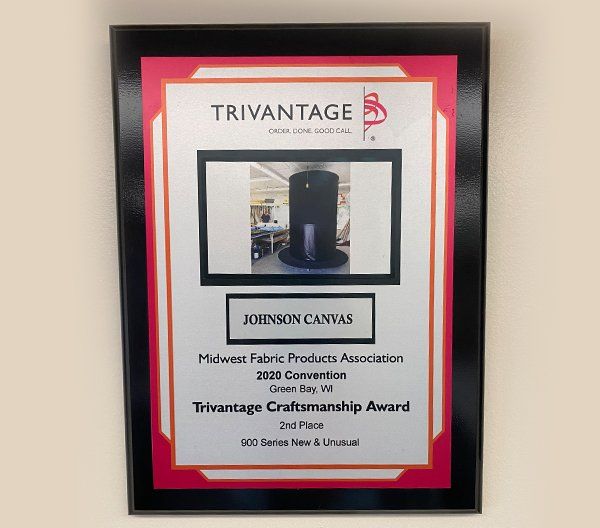 TRIVANTAGE
®
ORDER. DONE. GOOD CALL.
JOHNSON CANVAS
Midwest Fabric Products Association
2020 Convention
Green Bay, WI
Trivantage Craftsmanship Award
2nd Place
900 Series New & Unusual